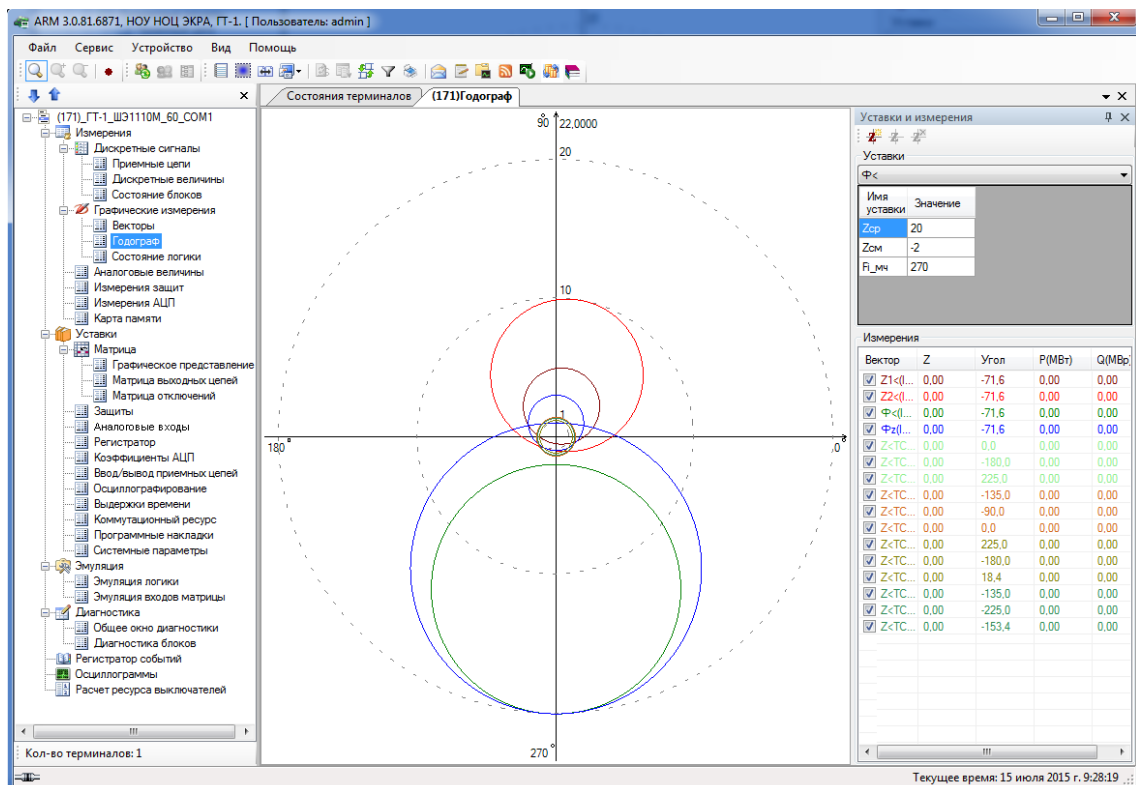 ARM 3.0.81.6871, НОУ НОЦ ЭКРА, ГТ-1. [ Пользователь: admin ]
Файл Сервис Устройство Вид Помощь
Состояния терминалов (171)Годограф
(171)_ГТ-1_ШЭ1110М_60_COM1
Измерения
Дискретные сигналы
Приемные цепи
Дискретные величины
Состояние блоков
Графические измерения
Векторы
Годограф
Состояние логики
Аналоговые величины
Измерения защит
Измерения АЦП
Карта памяти
Уставки
Матрица
Графическое представление
Матрица выходных цепей
Матрица отключений
Защиты
Аналоговые входы
Регистратор
Коэффициенты АЦП
Ввод/вывод приемных цепей
Осциллографирование
Выдержки времени
Коммутационный ресурс
Программные накладки
Системные параметры
Эмуляция
Эмуляция логики
Эмуляция входов матрицы
Диагностика
Общее окно диагностики
Диагностика блоков
Регистратор событий
Осциллограммы
Расчет ресурса выключателей
Кол-во терминалов: 1
90° 22,0000
20
10
1
180° 0°
270°
Уставки и измерения
Уставки
Ф<
Имя уставки Значение
Zср 20
Zсм -2
Fi_мч 270
Измерения
Вектор Z Угол P(МВт) Q(МВр
Z1<(I... 0,00 -71,6 0,00 0,00
Z2<(I... 0,00 -71,6 0,00 0,00
Ф<(I... 0,00 -71,6 0,00 0,00
Фz(I... 0,00 -71,6 0,00 0,00
Z<ТС... 0,00 0,0 0,00 0,00
Z<ТС... 0,00 -180,0 0,00 0,00
Z<ТС... 0,00 225,0 0,00 0,00
Z<ТС... 0,00 -135,0 0,00 0,00
Z<ТС... 0,00 -90,0 0,00 0,00
Z<ТС... 0,00 0,0 0,00 0,00
Z<ТС... 0,00 225,0 0,00 0,00
Z<ТС... 0,00 -180,0 0,00 0,00
Z<ТС... 0,00 18,4 0,00 0,00
Z<ТС... 0,00 -135,0 0,00 0,00
Z<ТС... 0,00 -225,0 0,00 0,00
Z<ТС... 0,00 -153,4 0,00 0,00
Текущее время: 15 июля 2015 г. 9:28:19